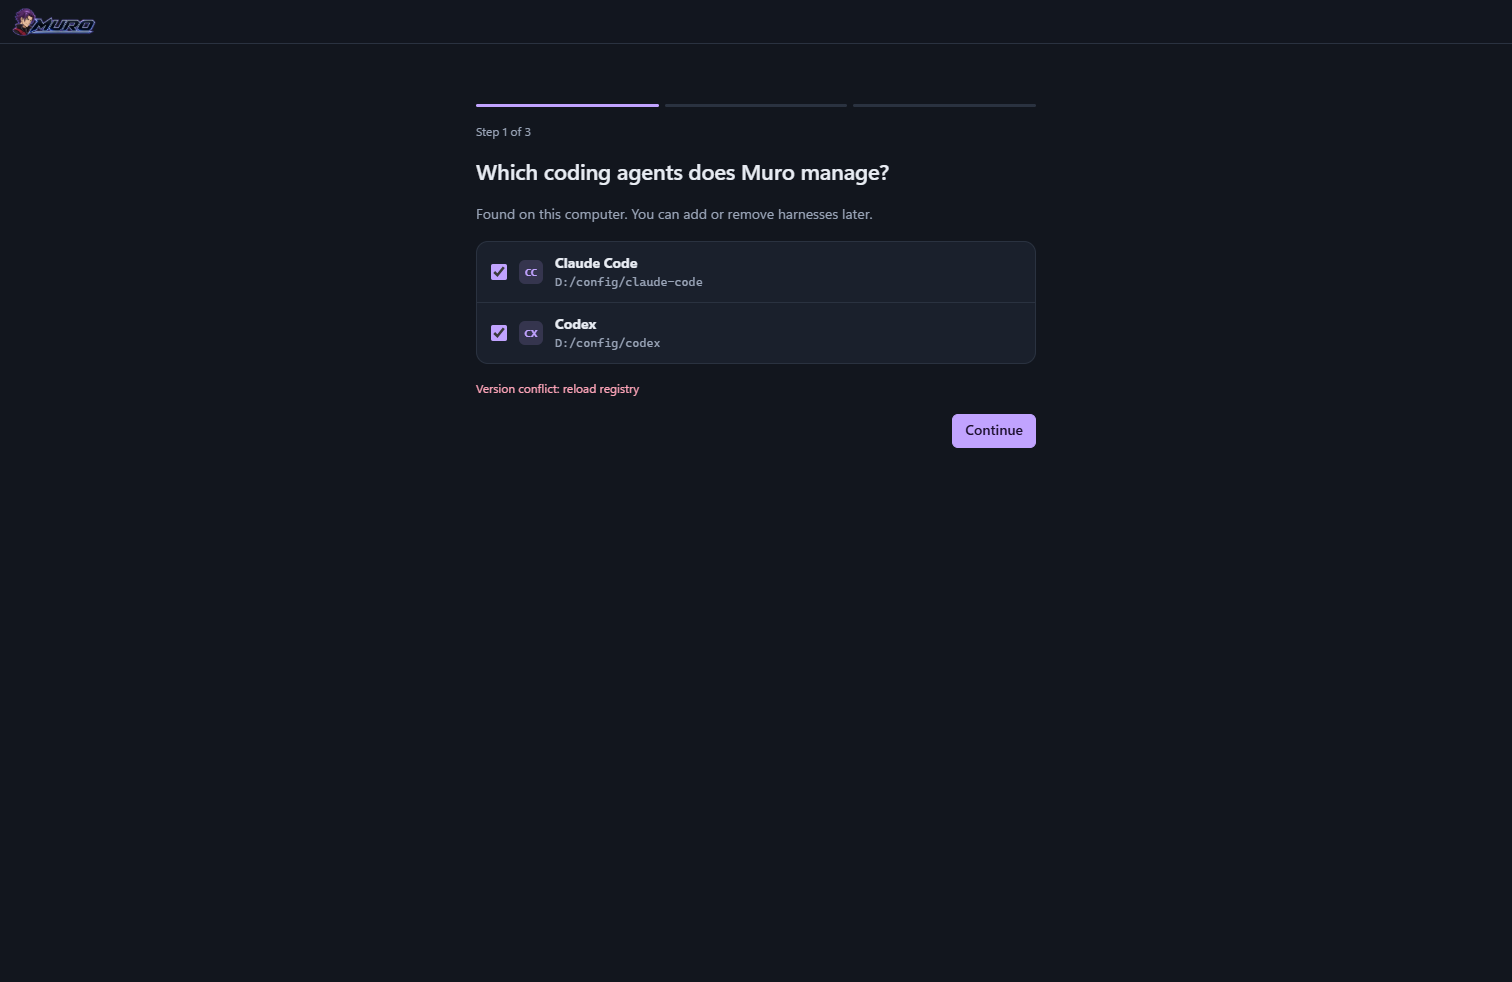 MURO
Step 1 of 3
Which coding agents does Muro manage?
Found on this computer. You can add or remove harnesses later.
CC
Claude Code
D:/config/claude-code
CX
Codex
D:/config/codex
Version conflict: reload registry
Continue